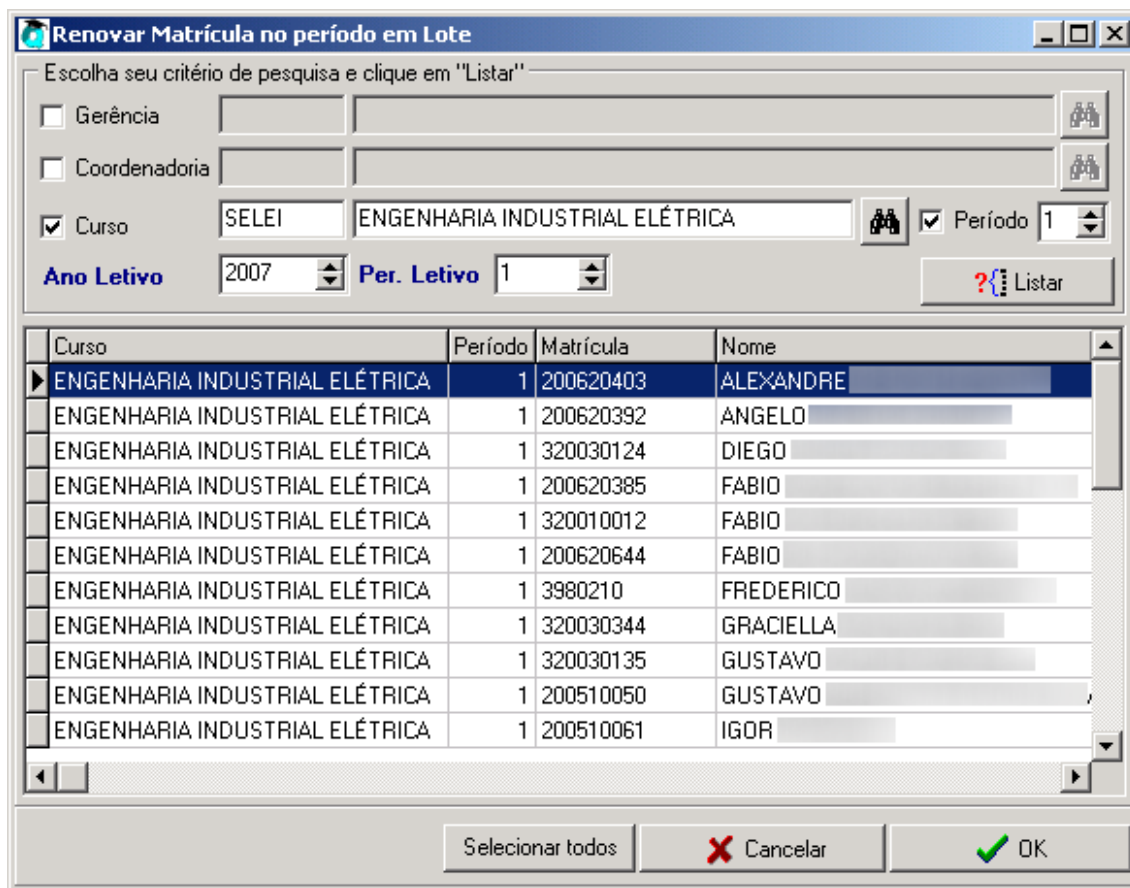 Renovar Matrícula no período em Lote
Escolha seu critério de pesquisa e clique em "Listar"
Gerência
Coordenadoria
Curso SELEI ENGENHARIA INDUSTRIAL ELÉTRICA Período 1
Ano Letivo 2007 Per. Letivo 1 ?{ Listar
Curso Período Matrícula Nome
ENGENHARIA INDUSTRIAL ELÉTRICA 1 200620403 ALEXANDRE
ENGENHARIA INDUSTRIAL ELÉTRICA 1 200620392 ANGELO
ENGENHARIA INDUSTRIAL ELÉTRICA 1 320030124 DIEGO
ENGENHARIA INDUSTRIAL ELÉTRICA 1 200620385 FABIO
ENGENHARIA INDUSTRIAL ELÉTRICA 1 320010012 FABIO
ENGENHARIA INDUSTRIAL ELÉTRICA 1 200620644 FABIO
ENGENHARIA INDUSTRIAL ELÉTRICA 1 3980210 FREDERICO
ENGENHARIA INDUSTRIAL ELÉTRICA 1 320030344 GRACIELLA
ENGENHARIA INDUSTRIAL ELÉTRICA 1 320030135 GUSTAVO
ENGENHARIA INDUSTRIAL ELÉTRICA 1 200510050 GUSTAVO
ENGENHARIA INDUSTRIAL ELÉTRICA 1 200510061 IGOR
Selecionar todos Cancelar OK